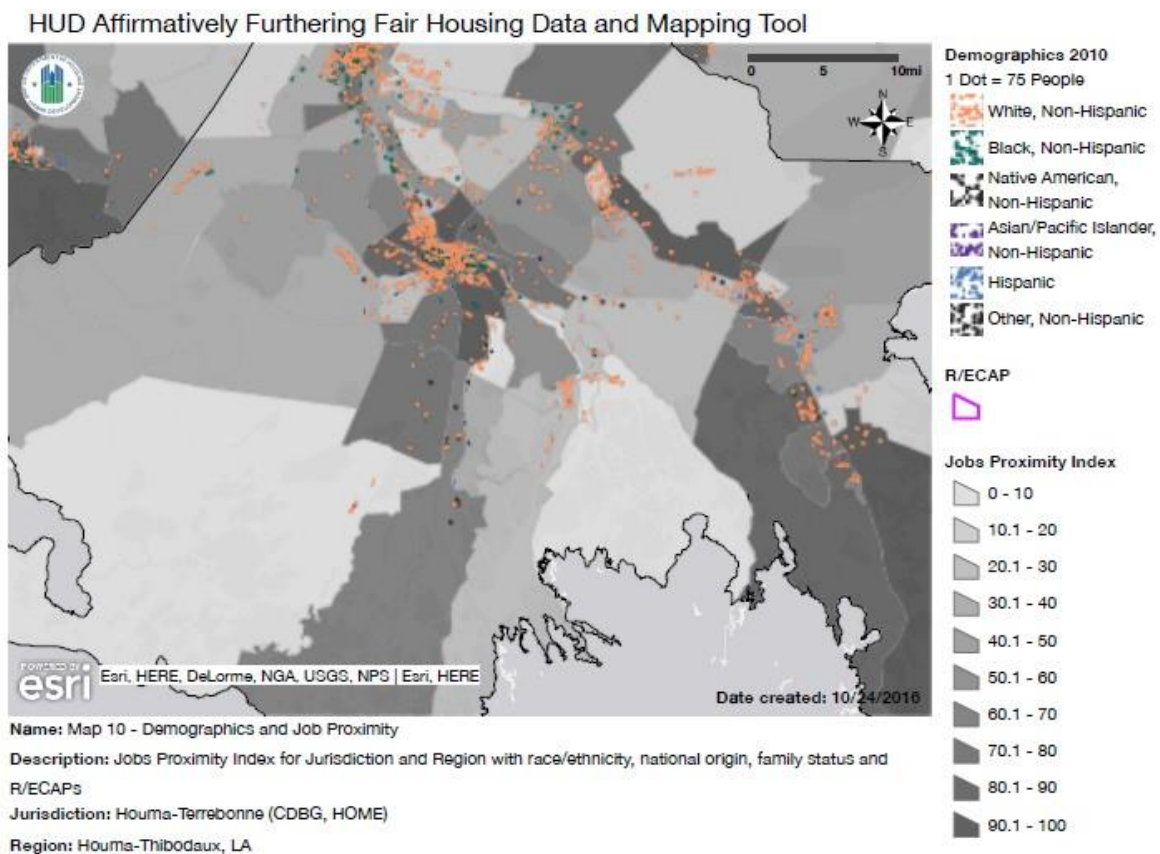 HUD Affirmatively Furthering Fair Housing Data and Mapping Tool
0 5 10mi
N
W E
S
Demographics 2010
1 Dot = 75 People
White, Non-Hispanic
Black, Non-Hispanic
Native American,
Non-Hispanic
Asian/Pacific Islander,
Non-Hispanic
Hispanic
Other, Non-Hispanic
R/ECAP
Jobs Proximity Index
0 - 10
10.1 - 20
20.1 - 30
30.1 - 40
40.1 - 50
50.1 - 60
60.1 - 70
70.1 - 80
80.1 - 90
90.1 - 100
POWERED BY
esri
Esri, HERE, DeLorme, NGA, USGS, NPS | Esri, HERE
Date created: 10/24/2016
Name: Map 10 - Demographics and Job Proximity
Description: Jobs Proximity Index for Jurisdiction and Region with race/ethnicity, national origin, family status and
R/ECAPs
Jurisdiction: Houma-Terrebonne (CDBG, HOME)
Region: Houma-Thibodaux, LA